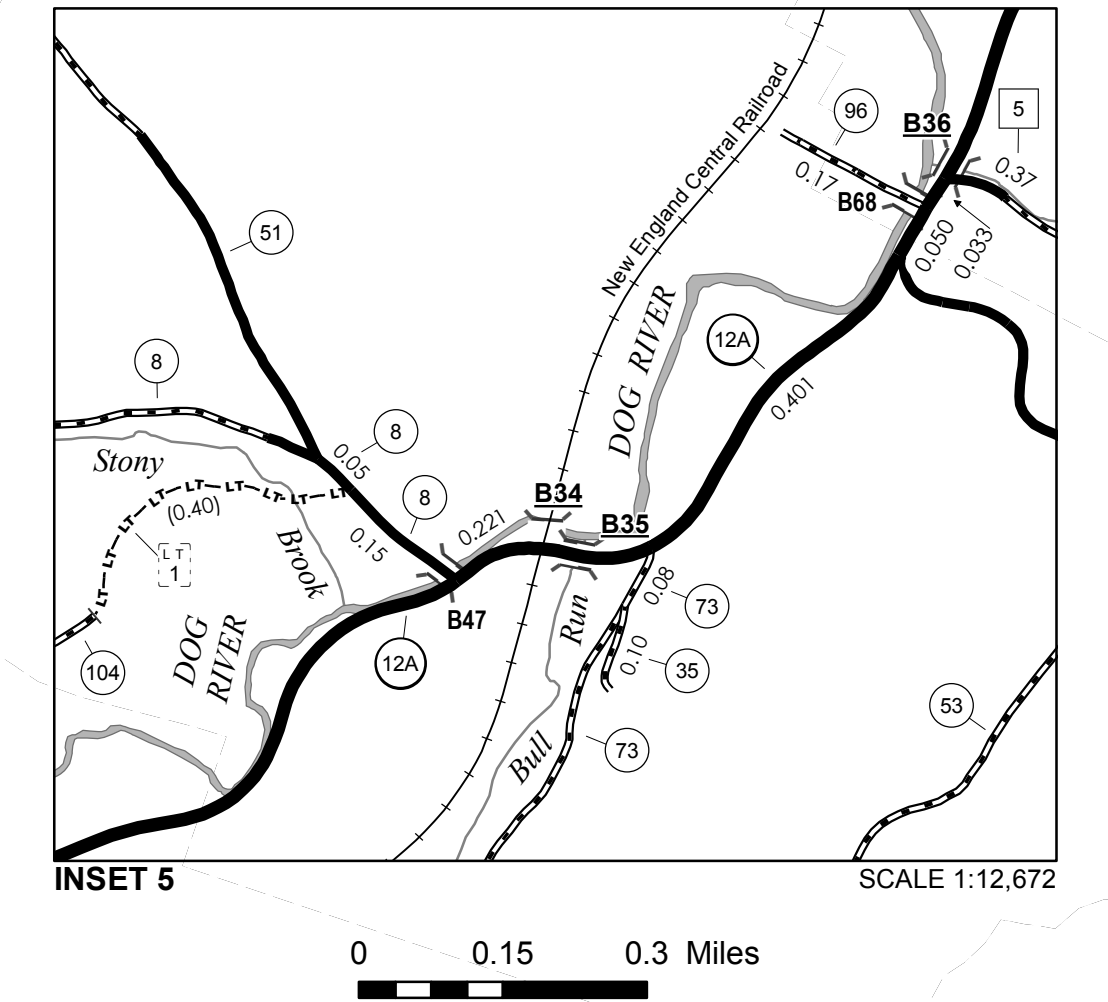 New England Central Railroad
96
B36
5
0.37
0.17
B68
0.050
0.033
51
DOG RIVER
12A
0.401
8
8
0.05
Stony
(0.40)
LT LT LT LT LT LT LT LT
LT
1
8
0.15
0.221
B34
B35
Brook
B47
Run
0.08
73
0.10
35
DOG
RIVER
104
12A
53
73
Bull
INSET 5
SCALE 1:12,672
0 0.15 0.3 Miles